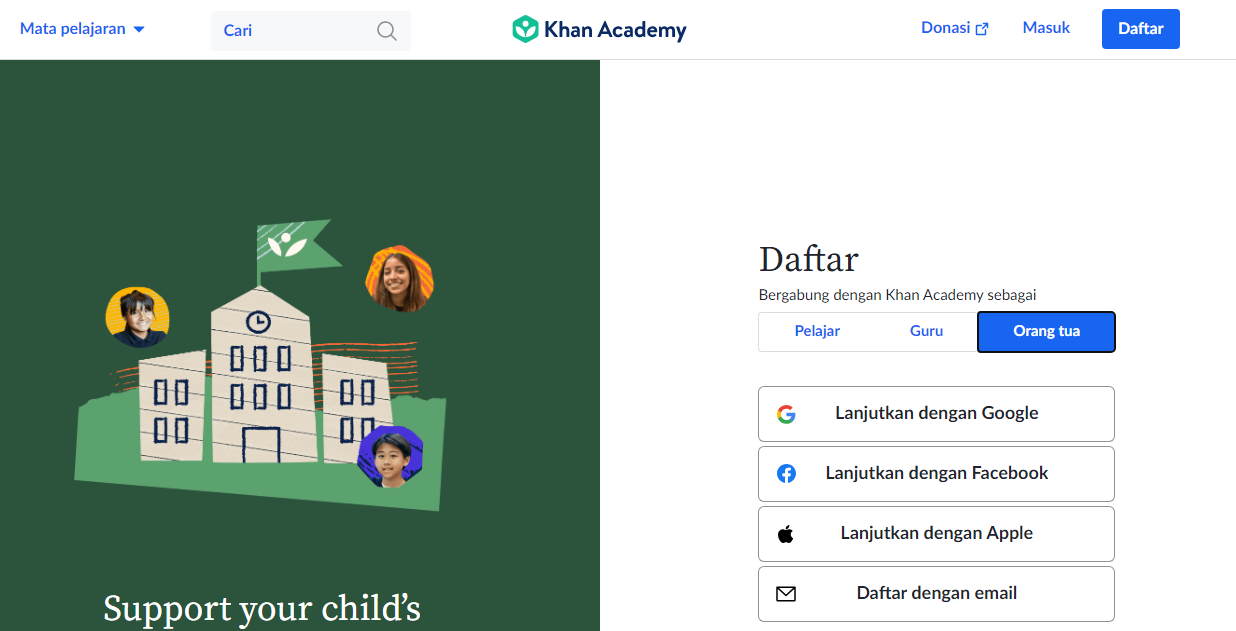 Mata pelajaran
Cari
Khan Academy
Donasi
Masuk
Daftar
Support your child's
Daftar
Bergabung dengan Khan Academy sebagai
Pelajar
Guru
Orang tua
Lanjutkan dengan Google
Lanjutkan dengan Facebook
Lanjutkan dengan Apple
Daftar dengan email